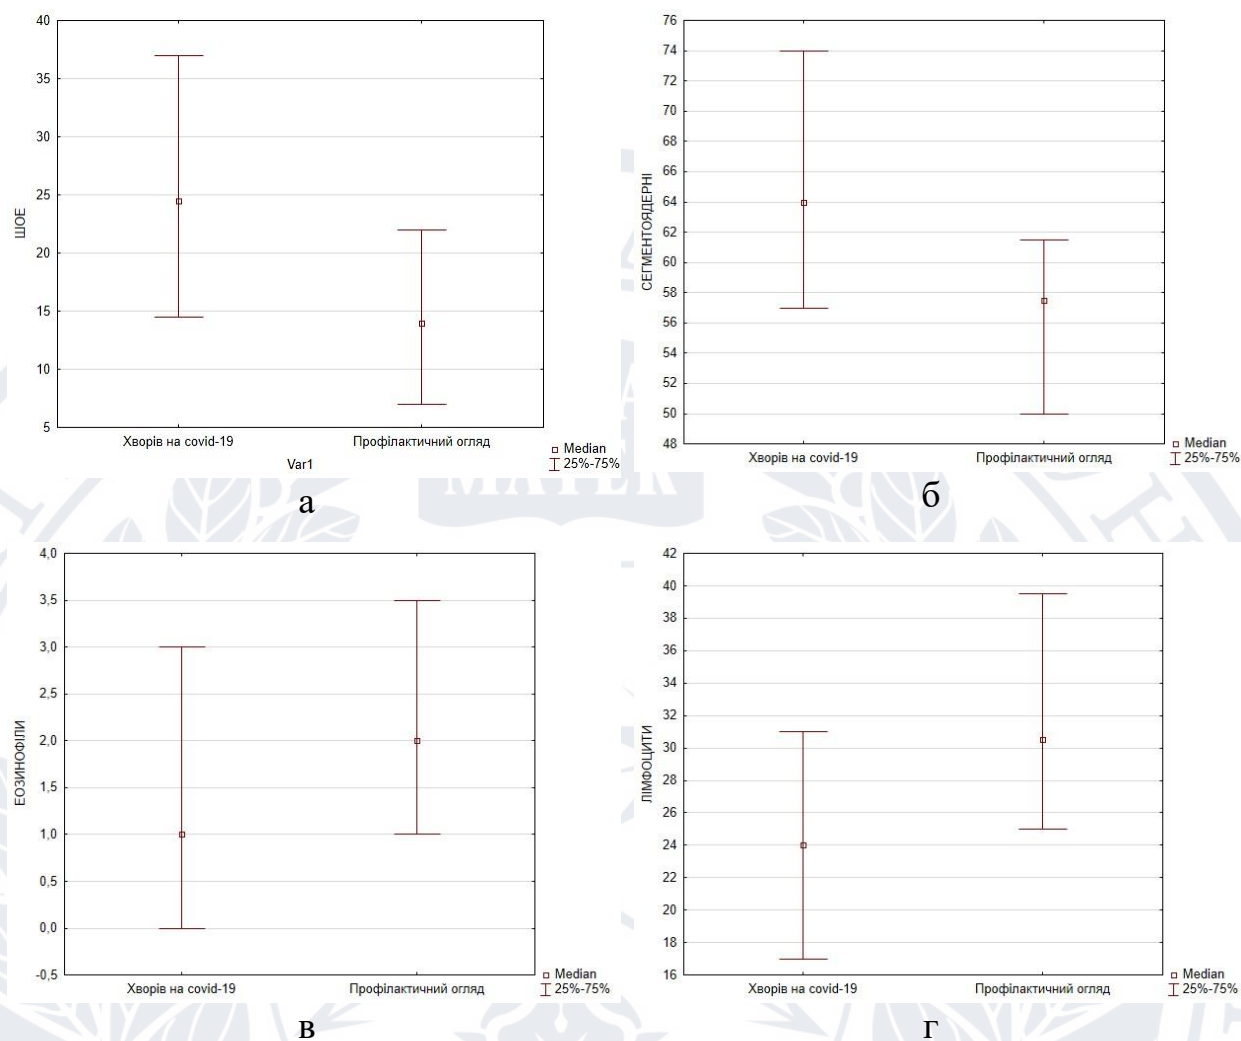 40
35
30
25
20
15
10
5
ШОЕ
Хворів на covid-19 Профілактичний огляд
Var1
Median
25%-75%
а
76
74
72
70
68
66
64
62
60
58
56
54
52
50
48
СЕГМЕНТОЯДЕРНІ
Хворів на covid-19 Профілактичний огляд
Median
25%-75%
б
MATER
4,0
3,5
3,0
2,5
2,0
1,5
1,0
0,5
0,0
-0,5
ЕОЗИНОФІЛИ
Хворів на covid-19 Профілактичний огляд
Median
25%-75%
в
42
40
38
36
34
32
30
28
26
24
22
20
18
16
ЛІМФОЦИТИ
Хворів на covid-19 Профілактичний огляд
Median
25%-75%
г